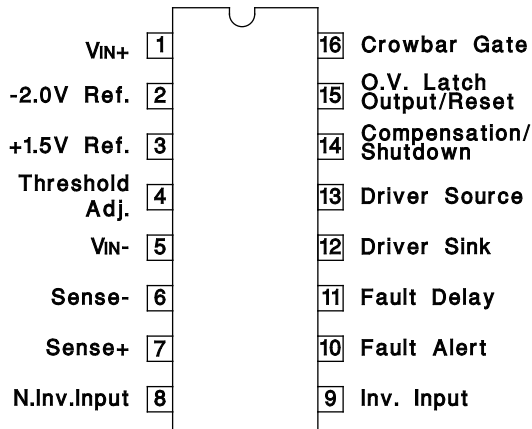 VIN+ 1 16 Crowbar Gate
-2.0V Ref. 2 15 O.V. Latch
Output/Reset
+1.5V Ref. 3 14 Compensation/
Shutdown
Threshold
Adj. 4 13 Driver Source
VIN- 5 12 Driver Sink
Sense- 6 11 Fault Delay
Sense+ 7 10 Fault Alert
N.Inv.Input 8 9 Inv. Input